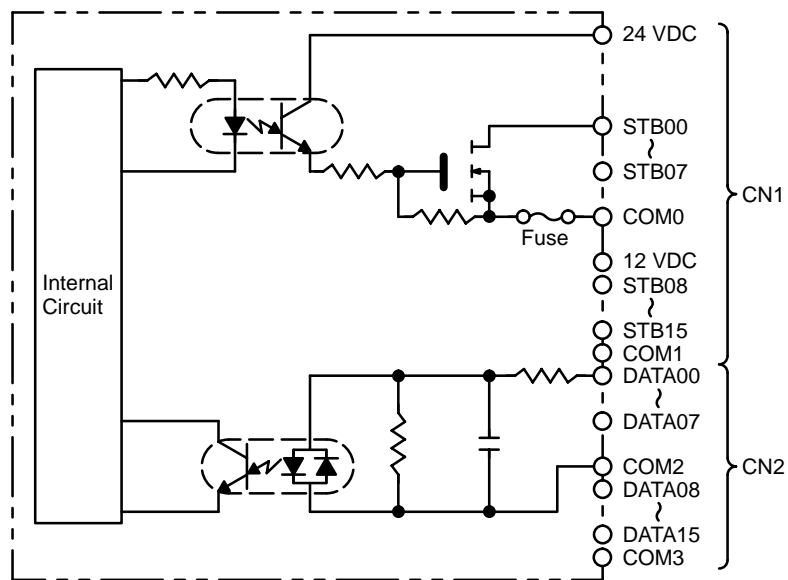 24 VDC
STB00
~
STB07
CN1
COM0
Fuse
12 VDC
STB08
~
STB15
COM1
Internal
Circuit
DATA00
~
DATA07
COM2
CN2
DATA08
~
DATA15
COM3